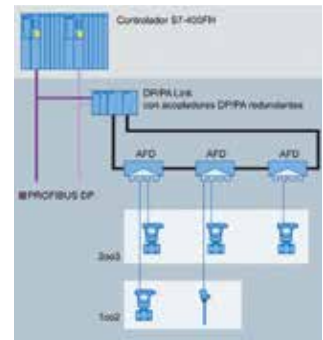 Controlador S7-400FH
DP/PA Link
con acopladores DP/PA redundantes
AFD AFD AFD
PROFIBUS DP
2oo3
1oo2